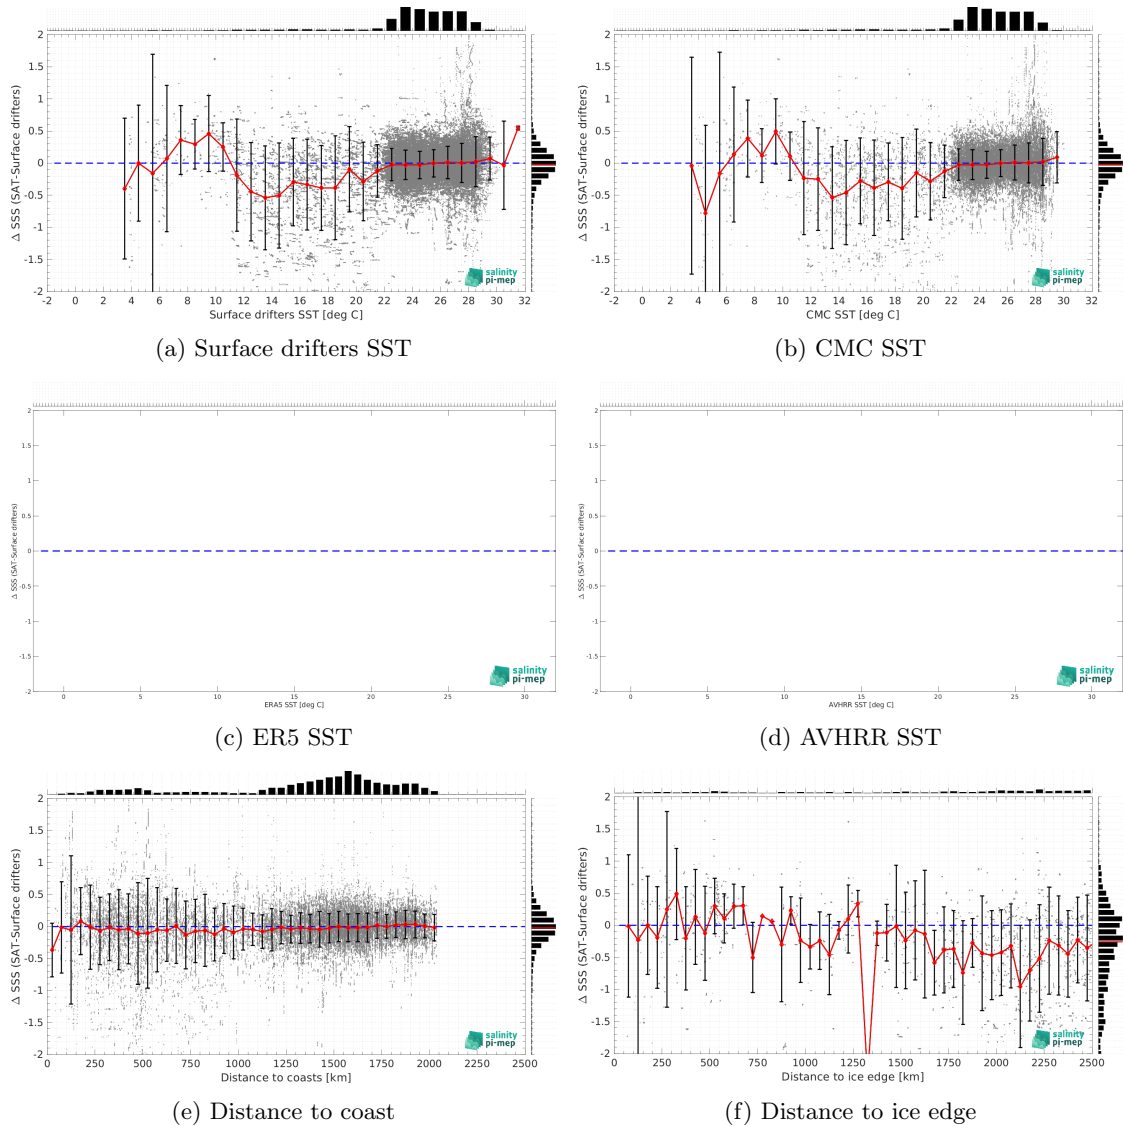 2
1.5
1
0.5
0
-0.5
-1
-1.5
-2
Δ SSS (SAT-Surface drifters)
-2 0 2 4 6 8 10 12 14 16 18 20 22 24 26 28 30 32
Surface drifters SST [deg C]
salinity
pi-mep
(a) Surface drifters SST
2
1.5
1
0.5
0
-0.5
-1
-1.5
-2
Δ SSS (SAT-Surface drifters)
-2 0 2 4 6 8 10 12 14 16 18 20 22 24 26 28 30 32
CMC SST [deg C]
salinity
pi-mep
(b) CMC SST
2
1.5
1
0.5
0
-0.5
-1
-1.5
-2
Δ SSS (SAT-Surface drifters)
0 5 10 15 20 25 30
ERA5 SST [deg C]
salinity
pi-mep
(c) ER5 SST
2
1.5
1
0.5
0
-0.5
-1
-1.5
-2
Δ SSS (SAT-Surface drifters)
0 5 10 15 20 25 30
AVHRR SST [deg C]
salinity
pi-mep
(d) AVHRR SST
2
1.5
1
0.5
0
-0.5
-1
-1.5
-2
Δ SSS (SAT-Surface drifters)
0 250 500 750 1000 1250 1500 1750 2000 2250 2500
Distance to coasts [km]
salinity
pi-mep
(e) Distance to coast
2
1.5
1
0.5
0
-0.5
-1
-1.5
-2
Δ SSS (SAT-Surface drifters)
0 250 500 750 1000 1250 1500 1750 2000 2250 2500
Distance to ice edge [km]
salinity
pi-mep
(f) Distance to ice edge